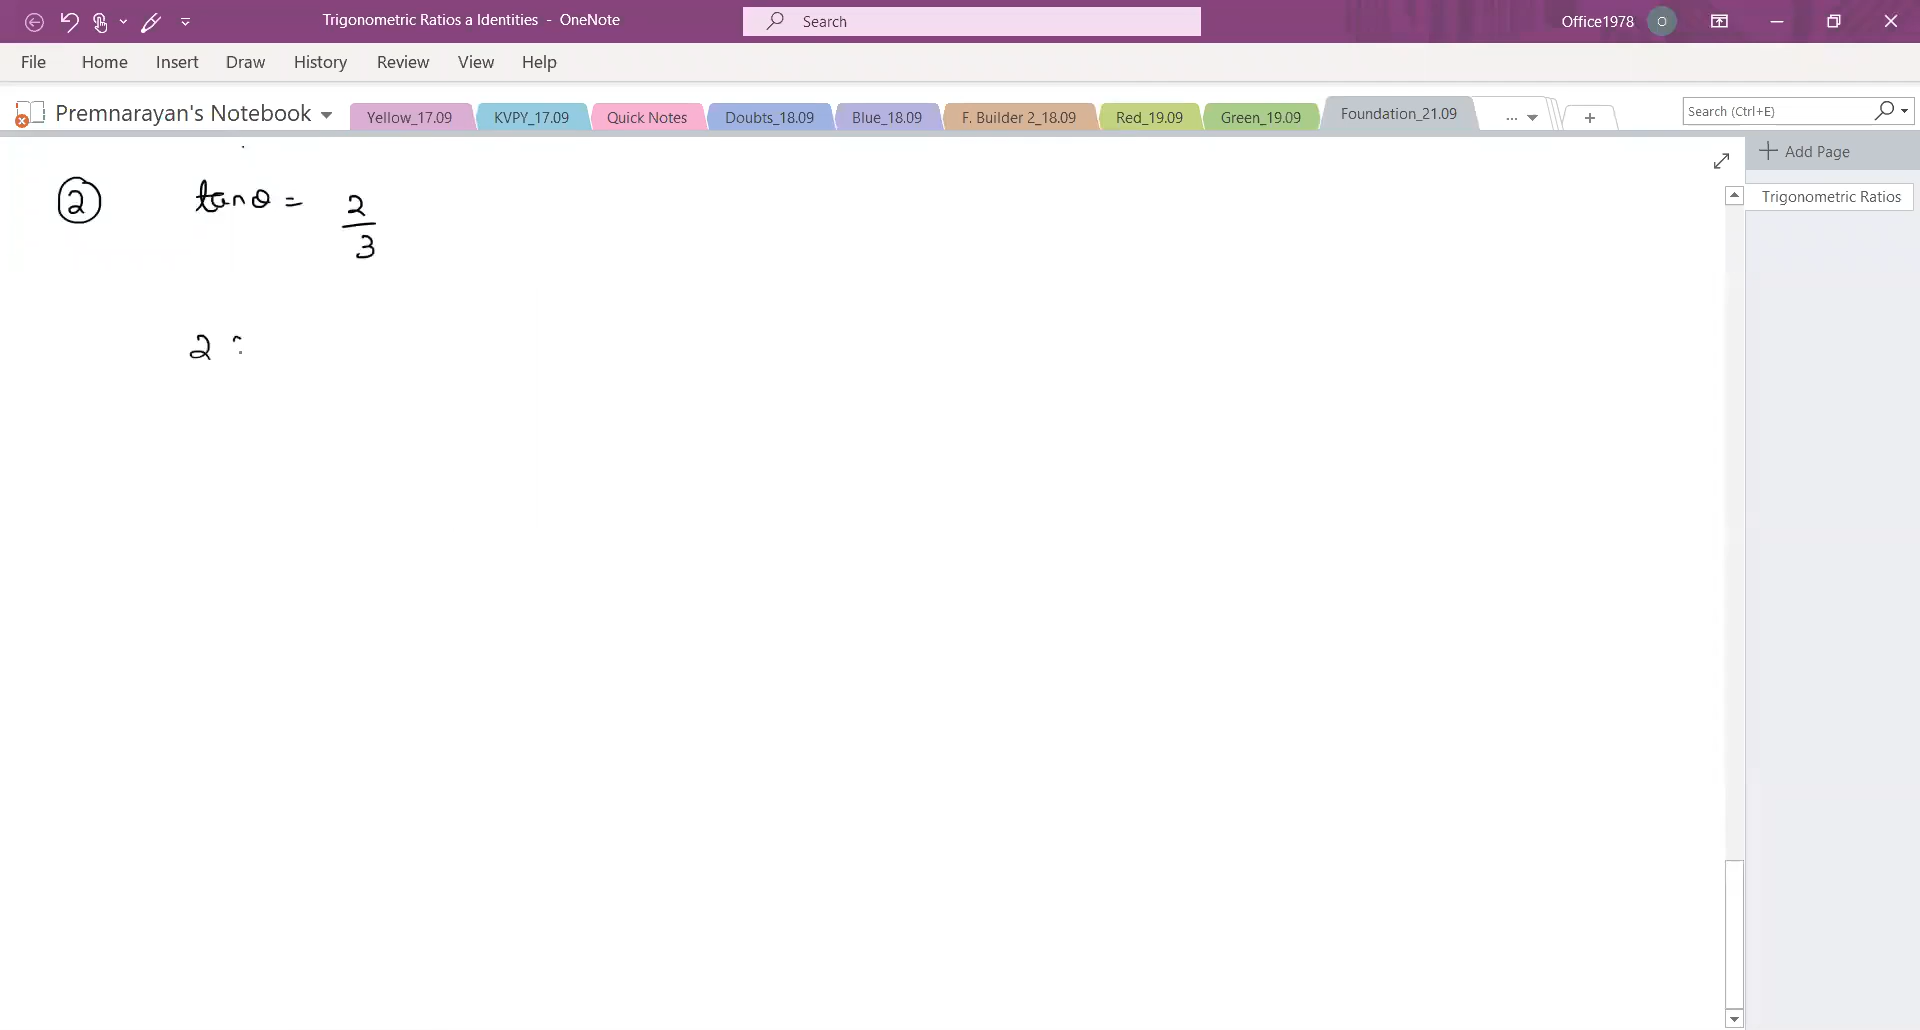 Trigonometric Ratios a Identities - OneNote
Search
Office1978
O
File Home Insert Draw History Review View Help
Premnarayan's Notebook
Yellow_17.09
KVPY_17.09
Quick Notes
Doubts_18.09
Blue_18.09
F. Builder 2_18.09
Red_19.09
Green_19.09
Foundation_21.09
...
+
Search (Ctrl+E)
Add Page
Trigonometric Ratios
② tanθ = 2/3
2